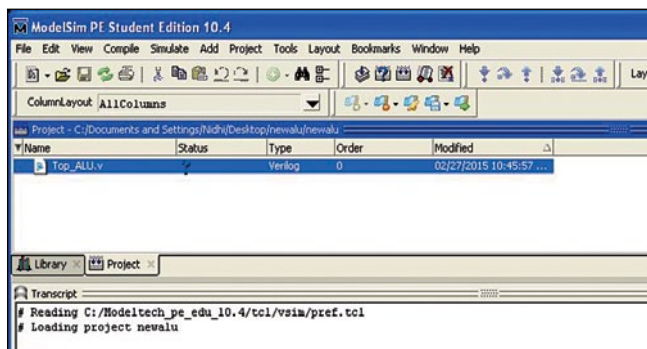 ModelSim PE Student Edition 10.4
File Edit View Compile Simulate Add Project Tools Layout Bookmarks Window Help
Lay
ColumnLayout AllColumns
Project - C:/Documents and Settings/Nidhi/Desktop/newalu/newalu
Name Status Type Order Modified
Top_ALU.v ? Verilog 0 02/27/2015 10:45:57 ...
Library Project
Transcript
# Reading C:/Modeltech_pe_edu_10.4/tcl/vsim/pref.tcl
# Loading project newalu